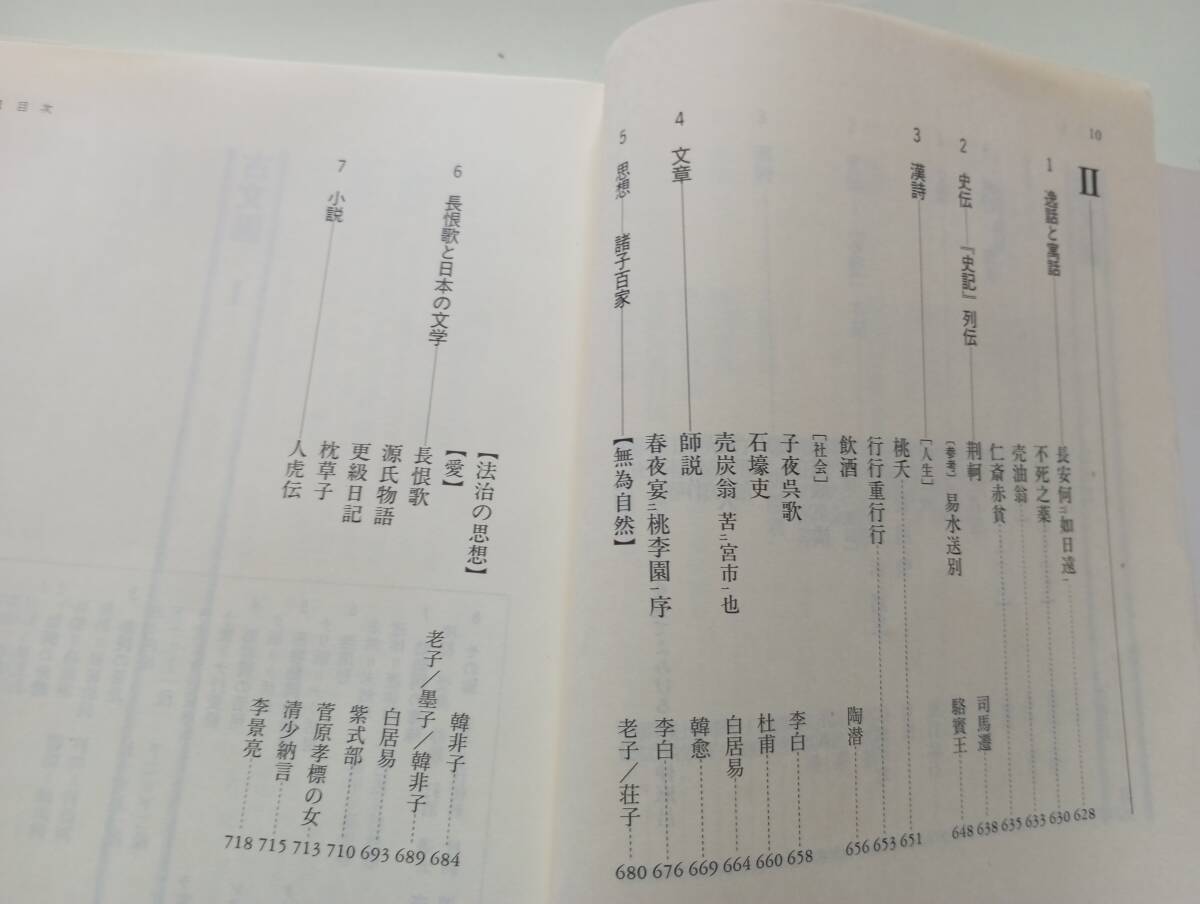 10
II
1 逸話と寓話
長安何二如日遠一 628
不死之薬 630
売油翁 633
仁斎赤貧 635
2 史伝 『史記』列伝
荆軻 司馬遷 638
[参考] 易水送別 駱賓王 648
3 漢詩
[人生]
桃夭 651
行行重行行 653
飲酒 陶潜 656
[社会]
子夜呉歌 李白 658
石壕吏 杜甫 660
売炭翁 苦二宮市一也 白居易 664
4 文章
師説 韓愈 669
春夜宴二桃李園一序 李白 676
5 思想 諸子百家
【無為自然】 老子/荘子 680
目次
【法治の思想】 韓非子 684
【愛】 老子/墨子/韓非子 689
6 長恨歌と日本の文学
長恨歌 白居易 693
源氏物語 紫式部 710
更級日記 菅原孝標の女 713
枕草子 清少納言 715
7 小説
人虎伝 李景亮 718